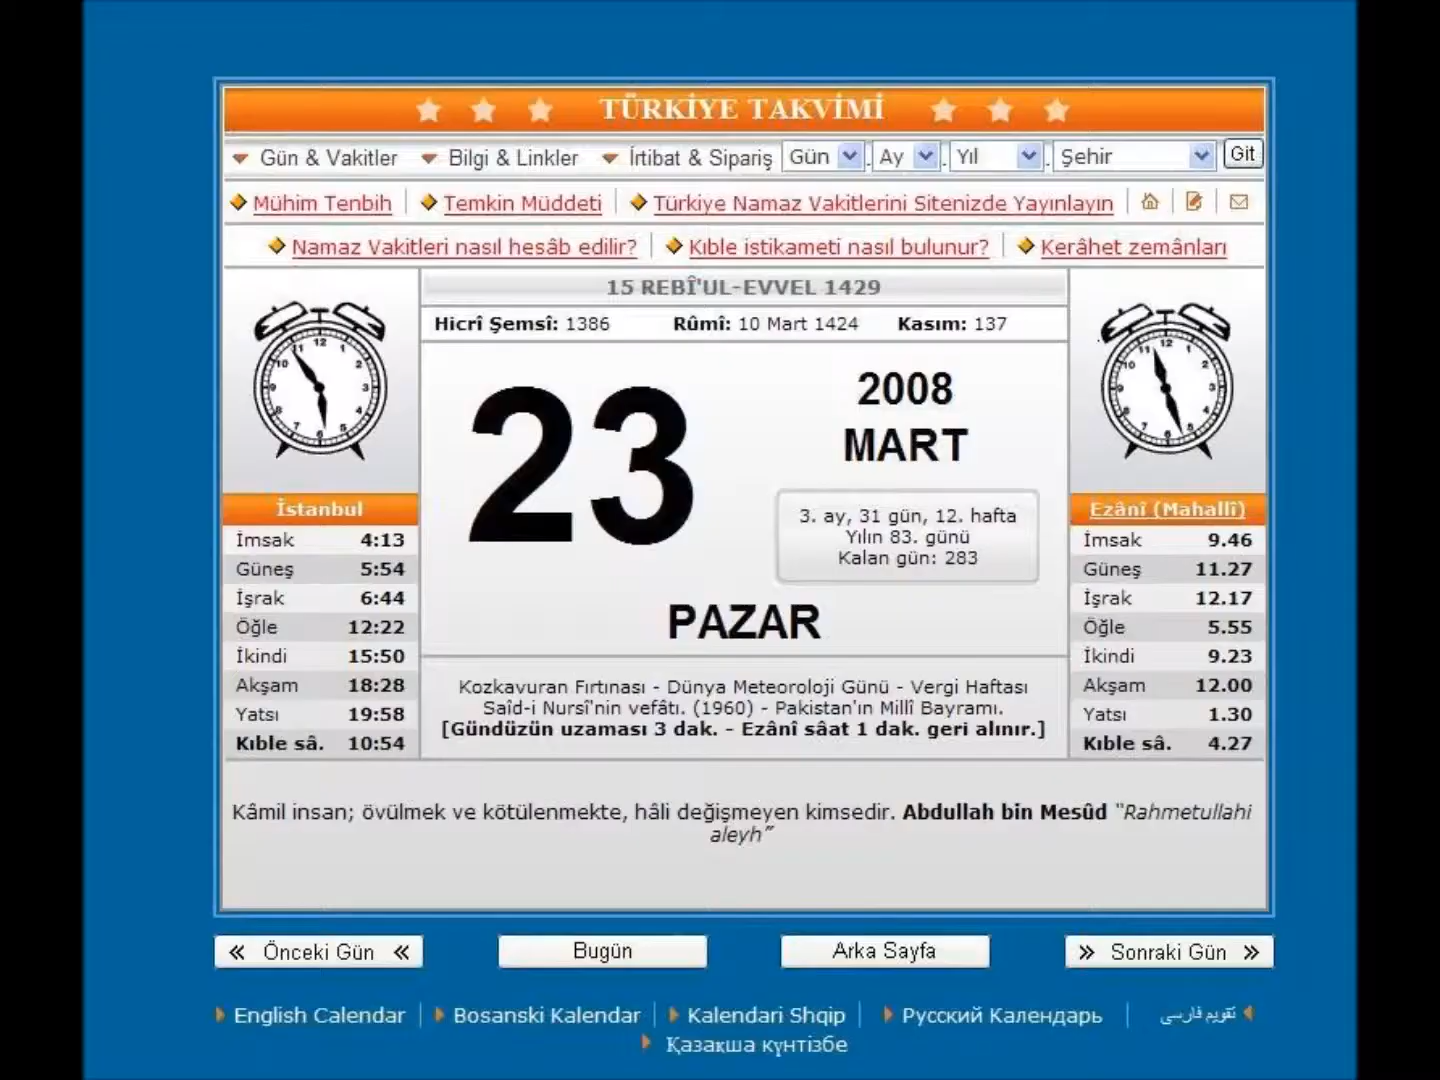 TÜRKİYE TAKVİMİ
Gün & Vakitler Bilgi & Linkler İrtibat & Sipariş Gün . Ay . Yıl . Şehir Git
Mühim Tenbih Temkin Müddeti Türkiye Namaz Vakitlerini Sitenizde Yayınlayın
Namaz Vakitleri nasıl hesâb edilir? Kıble istikameti nasıl bulunur? Kerâhet zemânları
15 REBÎ'UL-EVVEL 1429
Hicrî Şemsî: 1386 Rûmî: 10 Mart 1424 Kasım: 137
23
2008
MART
3. ay, 31 gün, 12. hafta
Yılın 83. günü
Kalan gün: 283
PAZAR
İstanbul
İmsak 4:13
Güneş 5:54
İşrak 6:44
Öğle 12:22
İkindi 15:50
Akşam 18:28
Yatsı 19:58
Kıble sâ. 10:54
Ezânî (Mahallî)
İmsak 9.46
Güneş 11.27
İşrak 12.17
Öğle 5.55
İkindi 9.23
Akşam 12.00
Yatsı 1.30
Kıble sâ. 4.27
Kozkavuran Fırtınası - Dünya Meteoroloji Günü - Vergi Haftası
Saîd-i Nursî'nin vefâtı. (1960) - Pakistan'ın Millî Bayramı.
[Gündüzün uzaması 3 dak. - Ezânî sâat 1 dak. geri alınır.]
Kâmil insan; övülmek ve kötülenmekte, hâli değişmeyen kimsedir. Abdullah bin Mesûd “Rahmetullahi
aleyh”
« Önceki Gün « Bugün Arka Sayfa » Sonraki Gün »
English Calendar Bosanski Kalendar Kalendari Shqip Русский Календарь تقویم فارسی
Қазақша күнтізбе